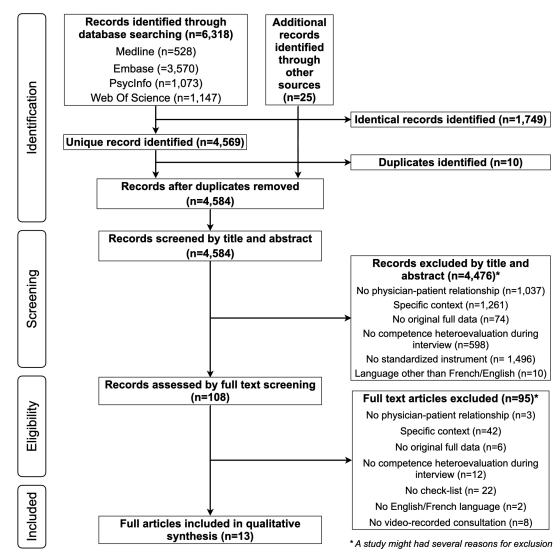 Identification
Records identified through
database searching (n=6,318)
Medline (n=528)
Embase (=3,570)
PsycInfo (n=1,073)
Web Of Science (n=1,147)
Additional
records
identified
through
other
sources
(n=25)
Identical records identified (n=1,749)
Unique record identified (n=4,569)
Duplicates identified (n=10)
Records after duplicates removed
(n=4,584)
Screening
Records screened by title and abstract
(n=4,584)
Records excluded by title and
abstract (n=4,476)*
No physician-patient relationship (n=1,037)
Specific context (n=1,261)
No original full data (n=74)
No competence heteroevaluation during
interview (n=598)
No standardized instrument (n= 1,496)
Language other than French/English (n=10)
Eligibility
Records assessed by full text screening
(n=108)
Full text articles excluded (n=95)*
No physician-patient relationship (n=3)
Specific context (n=42)
No original full data (n=6)
No competence heteroevaluation during
interview (n=12)
No check-list (n= 22)
No English/French language (n=2)
No video-recorded consultation (n=8)
Included
Full articles included in qualitative
synthesis (n=13)
* A study might had several reasons for exclusion